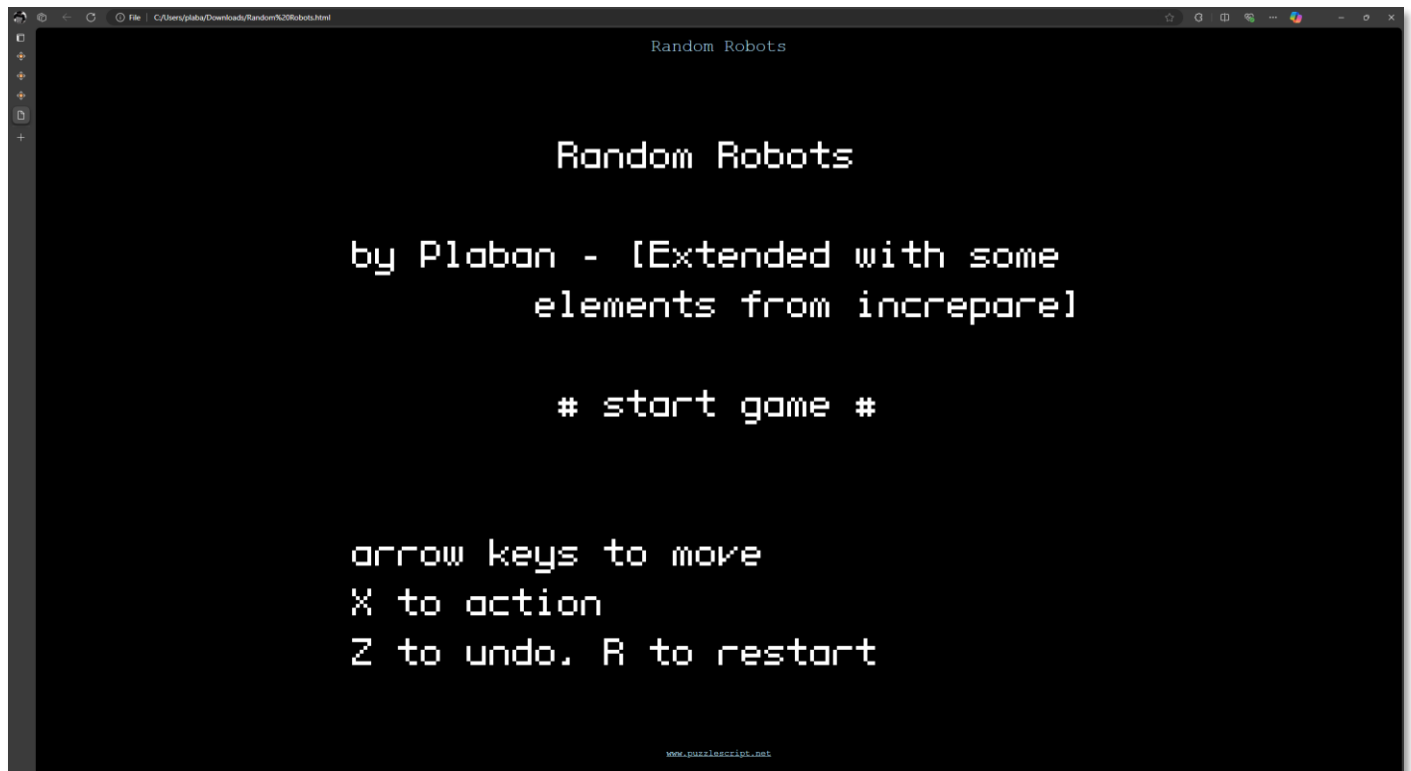 File
C:/Users/plaba/Downloads/Random%20Robots.html
Random Robots
Random Robots
by Plaban - [Extended with some
elements from increpare]
# start game #
arrow keys to move
X to action
Z to undo, R to restart
www.puzzlescript.net